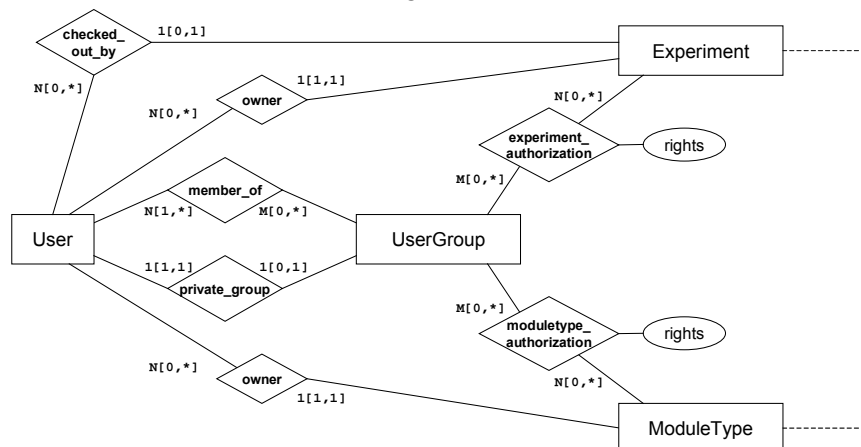 checked_
out_by
1[0,1]
Experiment
N[0,*]
1[1,1]
owner
N[0,*]
N[0,*]
experiment_
authorization
rights
M[0,*]
member_of
N[1,*]
M[0,*]
User
UserGroup
1[1,1]
1[0,1]
private_group
M[0,*]
moduletype_
authorization
rights
N[0,*]
owner
1[1,1]
N[0,*]
ModuleType